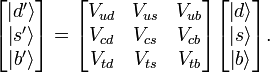 |d′⟩ = V_ud V_us V_ub |d⟩
|s′⟩ = V_cd V_cs V_cb |s⟩
|b′⟩ = V_td V_ts V_tb |b⟩ .